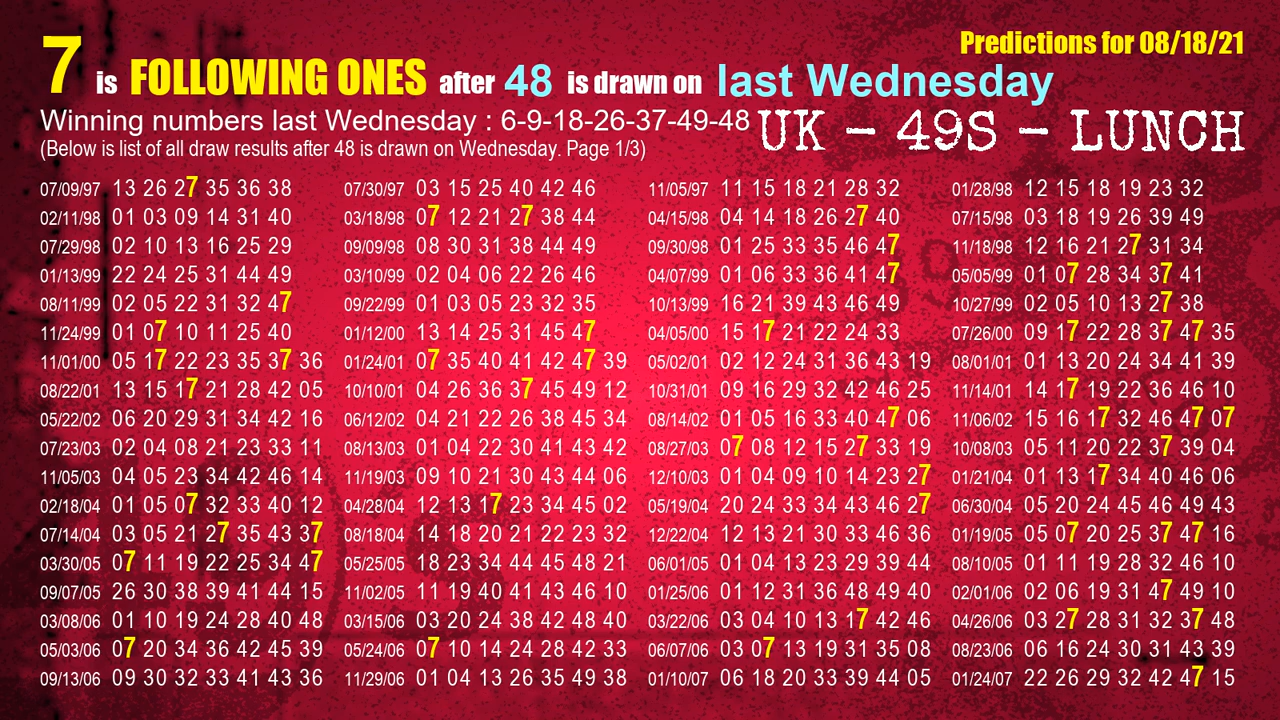 Predictions for 08/18/21
7 is FOLLOWING ONES after 48 is drawn on last Wednesday
Winning numbers last Wednesday : 6-9-18-26-37-49-48
UK - 49S - LUNCH
(Below is list of all draw results after 48 is drawn on Wednesday. Page 1/3)
07/09/97 13 26 27 35 36 38 07/30/97 03 15 25 40 42 46 11/05/97 11 15 18 21 28 32 01/28/98 12 15 18 19 23 32
02/11/98 01 03 09 14 31 40 03/18/98 07 12 21 27 38 44 04/15/98 04 14 18 26 27 40 07/15/98 03 18 19 26 39 49
07/29/98 02 10 13 16 25 29 09/09/98 08 30 31 38 44 49 09/30/98 01 25 33 35 46 47 11/18/98 12 16 21 27 31 34
01/13/99 22 24 25 31 44 49 03/10/99 02 04 06 22 26 46 04/07/99 01 06 33 36 41 47 05/05/99 01 07 28 34 37 41
08/11/99 02 05 22 31 32 47 09/22/99 01 03 05 23 32 35 10/13/99 16 21 39 43 46 49 10/27/99 02 05 10 13 27 38
11/24/99 01 07 10 11 25 40 01/12/00 13 14 25 31 45 47 04/05/00 15 17 21 22 24 33 07/26/00 09 17 22 28 37 47 35
11/01/00 05 17 22 23 35 37 36 01/24/01 07 35 40 41 42 47 39 05/02/01 02 12 24 31 36 43 19 08/01/01 01 13 20 24 34 41 39
08/22/01 13 15 17 21 28 42 05 10/10/01 04 26 36 37 45 49 12 10/31/01 09 16 29 32 42 46 25 11/14/01 14 17 19 22 36 46 10
05/22/02 06 20 29 31 34 42 16 06/12/02 04 21 22 26 38 45 34 08/14/02 01 05 16 33 40 47 06 11/06/02 15 16 17 32 46 47 07
07/23/03 02 04 08 21 23 33 11 08/13/03 01 04 22 30 41 43 42 08/27/03 07 08 12 15 27 33 19 10/08/03 05 11 20 22 37 39 04
11/05/03 04 05 23 34 42 46 14 11/19/03 09 10 21 30 43 44 06 12/10/03 01 04 09 10 14 23 27 01/21/04 01 13 17 34 40 46 06
02/18/04 01 05 07 32 33 40 12 04/28/04 12 13 17 23 34 45 02 05/19/04 20 24 33 34 43 46 27 06/30/04 05 20 24 45 46 49 43
07/14/04 03 05 21 27 35 43 37 08/18/04 14 18 20 21 22 23 32 12/22/04 12 13 21 30 33 46 36 01/19/05 05 07 25 37 47 16
03/30/05 07 11 19 22 25 34 47 05/25/05 18 23 34 44 45 48 21 06/01/05 01 04 13 23 29 39 44 08/10/05 01 11 19 28 32 46 10
09/07/05 26 30 38 39 41 44 15 11/02/05 11 19 40 41 43 46 10 01/25/06 01 12 31 36 48 49 40 02/01/06 02 06 19 31 47 49 10
03/08/06 01 10 19 24 28 40 48 03/15/06 03 20 24 38 42 48 40 03/22/06 03 04 10 13 17 42 46 04/26/06 03 27 28 31 32 37 48
05/03/06 07 20 34 36 42 45 39 05/24/06 07 10 14 24 28 42 33 06/07/06 03 07 13 19 31 35 08 08/23/06 06 16 24 30 31 43 39
09/13/06 09 30 32 33 41 43 36 11/29/06 01 04 13 26 35 49 38 01/10/07 06 18 20 33 39 44 05 01/24/07 22 26 29 32 42 47 15